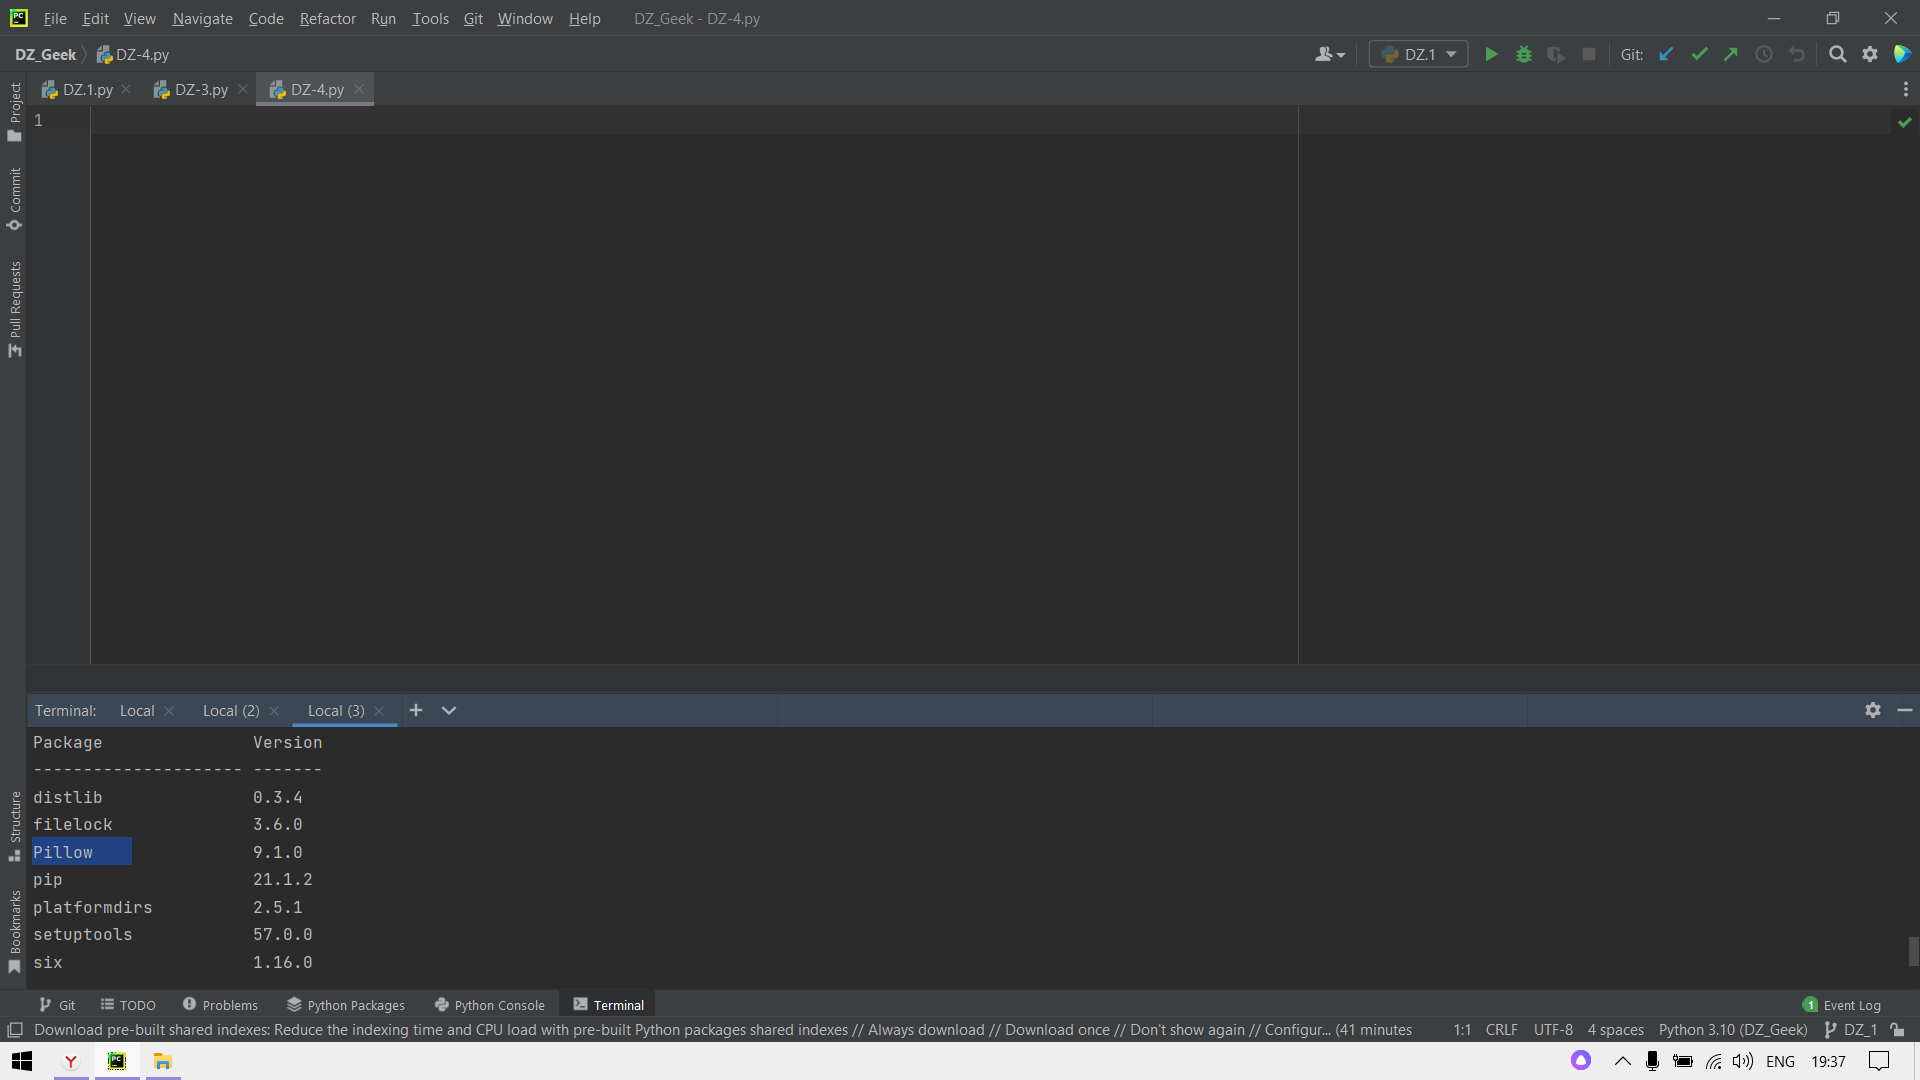 File Edit View Navigate Code Refactor Run Tools Git Window Help DZ_Geek - DZ-4.py
DZ_Geek DZ-4.py DZ.1 Git:
DZ.1.py DZ-3.py DZ-4.py
Project
Commit
Pull Requests
1
Terminal: Local Local (2) Local (3)
Package Version
--------------------- -------
distlib 0.3.4
filelock 3.6.0
Pillow 9.1.0
pip 21.1.2
platformdirs 2.5.1
setuptools 57.0.0
six 1.16.0
Structure
Bookmarks
Git TODO Problems Python Packages Python Console Terminal 1 Event Log
Download pre-built shared indexes: Reduce the indexing time and CPU load with pre-built Python packages shared indexes // Always download // Download once // Don't show again // Configur... (41 minutes 1:1 CRLF UTF-8 4 spaces Python 3.10 (DZ_Geek) DZ_1
ENG 19:37